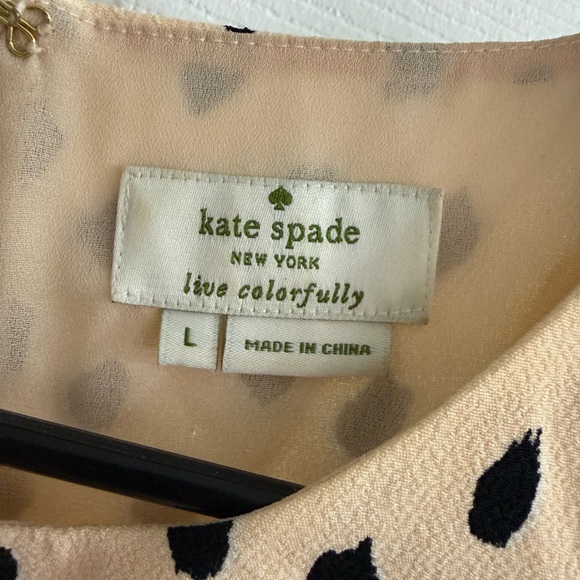 kate spade
NEW YORK
live colorfully
L
MADE IN CHINA